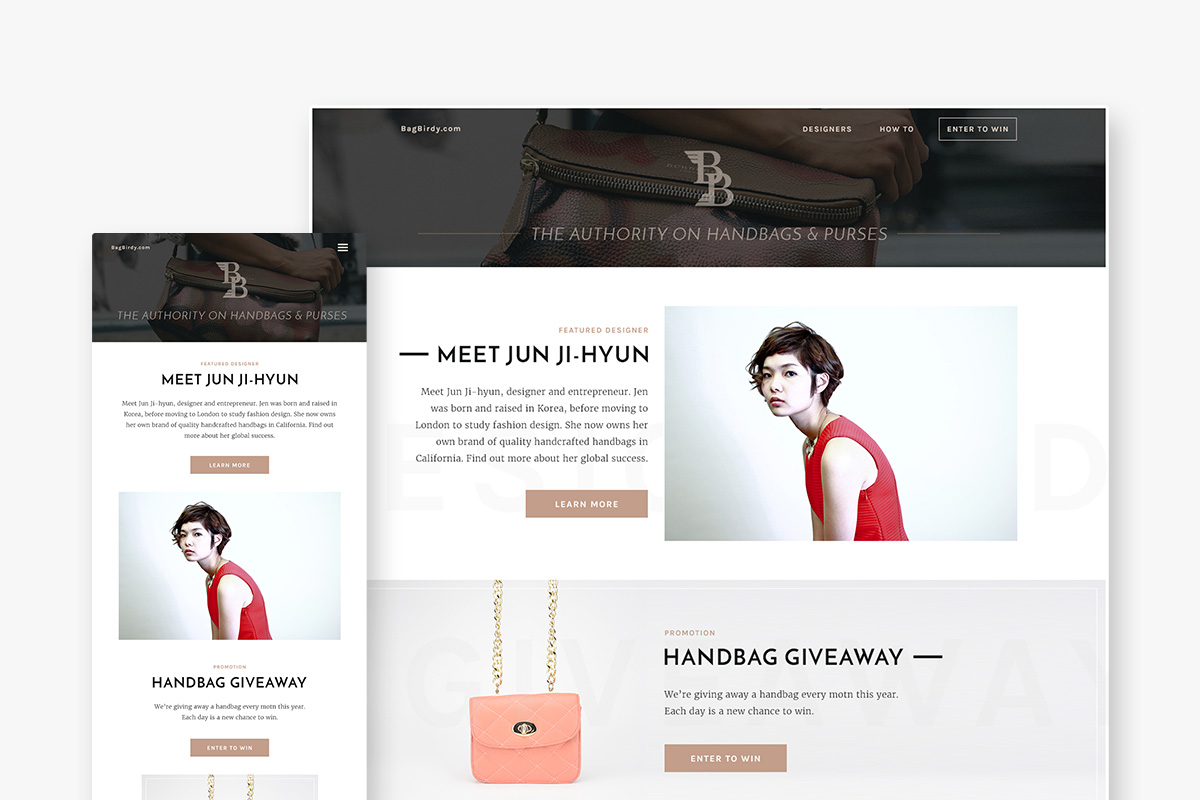 BagBirdy.com
DESIGNERS
HOW TO
ENTER TO WIN
BB
THE AUTHORITY ON HANDBAGS & PURSES
FEATURED DESIGNER
MEET JUN JI-HYUN
Meet Jun Ji-hyun, designer and entrepreneur. Jen
was born and raised in Korea, before moving to
London to study fashion design. She now owns her
own brand of quality handcrafted handbags in
California. Find out more about her global success.
LEARN MORE
ESIG
D
PROMOTION
HANDBAG GIVEAWAY
We're giving away a handbag every motn this year.
Each day is a new chance to win.
ENTER TO WIN
GIVEAWAY
BagBirdy.com
BB
THE AUTHORITY ON HANDBAGS & PURSES
FEATURED DESIGNER
MEET JUN JI-HYUN
Meet Jun Ji-hyun, designer and entrepreneur. Jen was born and raised in
Korea, before moving to London to study fashion design. She now owns
her own brand of quality handcrafted handbags in California. Find out
more about her global success.
LEARN MORE
PROMOTION
HANDBAG GIVEAWAY
We're giving away a handbag every motn this year.
Each day is a new chance to win.
ENTER TO WIN